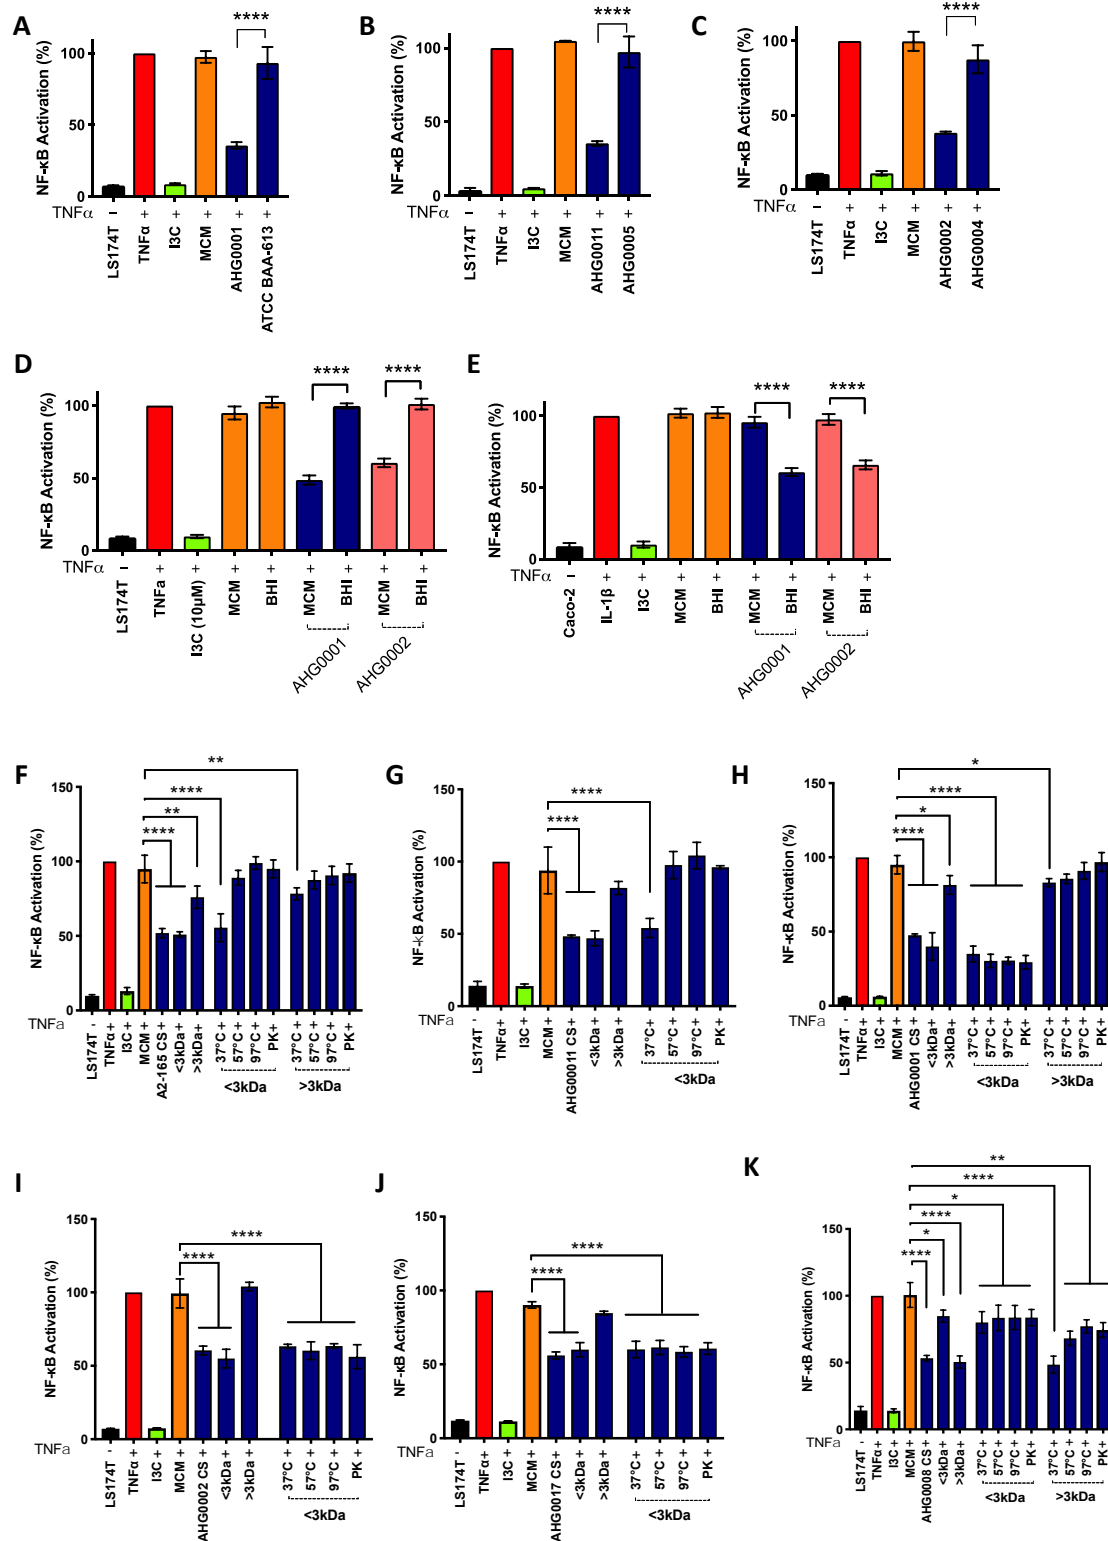 A
NF-κB Activation (%)
100
50
0
****
TNFα
–
+
+
+
+
+
LS174T
TNFα
I3C
MCM
AHG0001
ATCC BAA-613
B
NF-κB Activation (%)
100
50
0
****
TNFα
–
+
+
+
+
+
LS174T
TNFα
I3C
MCM
AHG0011
AHG0005
C
NF-κB Activation (%)
100
50
0
****
TNFα
–
+
+
+
+
+
LS174T
TNFα
I3C
MCM
AHG0002
AHG0004
D
NF-κB Activation (%)
100
50
0
****
****
TNFα
–
+
+
+
+
+
+
+
+
LS174T
TNFa
I3C (10µM)
MCM
BHI
MCM
BHI
MCM
BHI
AHG0001
AHG0002
E
NF-κB Activation (%)
100
50
0
****
****
TNFα
–
+
+
+
+
+
+
+
+
Caco-2
IL-1β
I3C
MCM
BHI
MCM
BHI
MCM
BHI
AHG0001
AHG0002
F
NF-κB Activation (%)
150
100
50
0
**
****
**
****
TNFa
LS174T -
TNFα+
I3C+
MCM+
A2-165 CS+
<3kDa+
>3kDa+
37°C+
57°C+
97°C+
PK+
37°C+
57°C+
97°C+
PK+
<3kDa
>3kDa
G
NF-κB Activation (%)
150
100
50
0
****
****
TNFa
LS174T -
TNFα+
I3C+
MCM+
AHG00011 CS+
<3kDa+
>3kDa+
37°C+
57°C+
97°C+
PK+
<3kDa
H
NF-κB Activation (%)
150
100
50
0
*
****
*
****
TNFa
LS174T -
TNFα+
I3C+
MCM+
AHG0001 CS+
<3kDa+
>3kDa+
37°C+
57°C+
97°C+
PK+
37°C+
57°C+
97°C+
PK+
<3kDa
>3kDa
I
NF-κB Activation (%)
150
100
50
0
****
****
TNFa
LS174T -
TNFα+
I3C+
MCM+
AHG0002 CS+
<3kDa+
>3kDa+
37°C+
57°C+
97°C+
PK+
<3kDa
J
NF-κB Activation (%)
150
100
50
0
****
****
TNFa
LS174T -
TNFα+
I3C+
MCM+
AHG0017 CS+
<3kDa+
>3kDa+
37°C+
57°C+
97°C+
PK+
<3kDa
K
NF-κB Activation (%)
150
100
50
0
**
****
*
****
*
****
TNFa
LS174T -
TNFα+
I3C+
MCM+
AHG0008 CS+
<3kDa+
>3kDa+
37°C+
57°C+
97°C+
PK+
37°C+
57°C+
97°C+
PK+
<3kDa
>3kDa